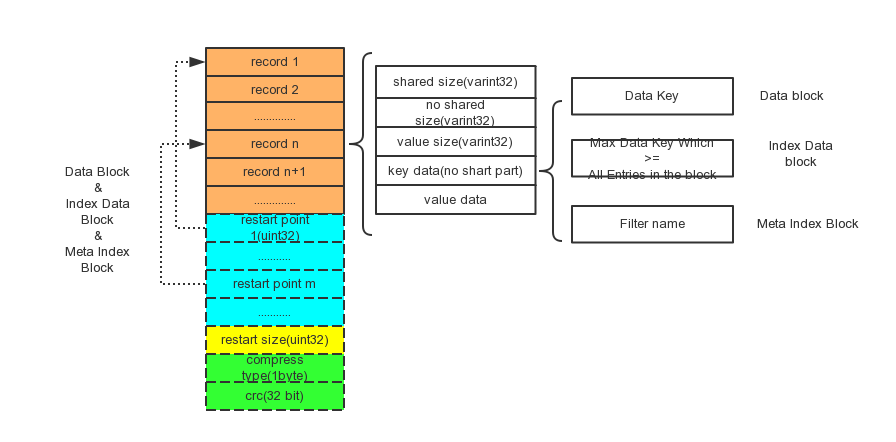 Data Block
&
Index Data
Block
&
Meta Index
Block
record 1
record 2
..............
record n
record n+1
..............
restart point
1(uint32)
...........
restart point m
...........
restart size(uint32)
compress
type(1byte)
crc(32 bit)
shared size(varint32)
no shared
size(varint32)
value size(varint32)
key data(no shart part)
value data
Data Key
Data block
Max Data Key Which
>=
All Entries in the block
Index Data
block
Filter name
Meta Index Block